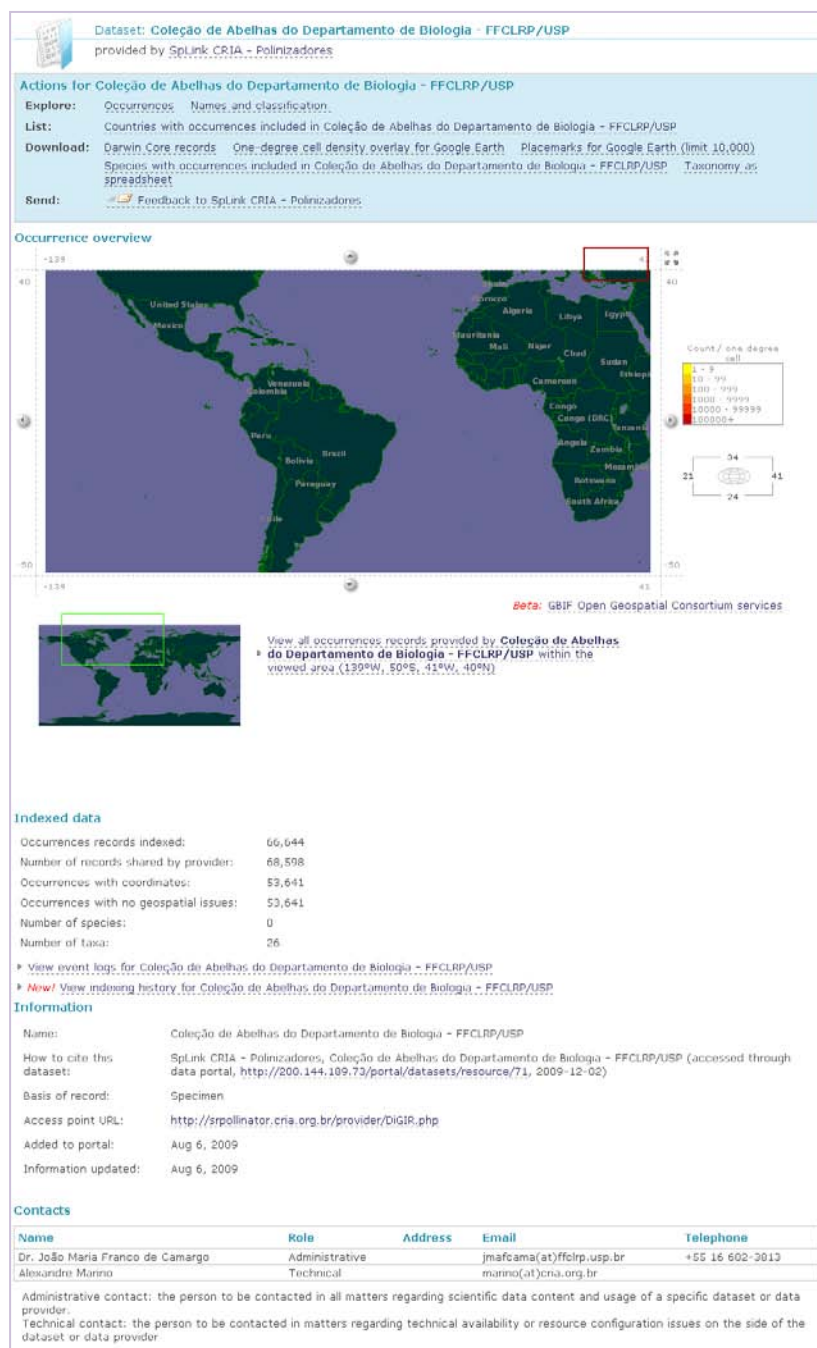 Dataset: Coleção de Abelhas do Departamento de Biologia - FFCLRP/USP
provided by SpLink CRIA - Polinizadores
Actions for Coleção de Abelhas do Departamento de Biologia - FFCLRP/USP
Explore: Occurrences Names and classification
List: Countries with occurrences included in Coleção de Abelhas do Departamento de Biologia - FFCLRP/USP
Download: Darwin Core records One-degree cell density overlay for Google Earth Placemarks for Google Earth (limit 10,000)
Species with occurrences included in Coleção de Abelhas do Departamento de Biologia - FFCLRP/USP Taxonomy as
spreadsheet
Send: Feedback to SpLink CRIA - Polinizadores
Occurrence overview
-139 41
40 40
United States
Mexico
Morocco
Algeria
Libya
Egypt
Mauritania
Mali
Niger
Chad
Sudan
Ethiopi
Venezuela
Colombia
Cameroon
Congo
Congo (DRC)
Tanzania
Peru
Brazil
Bolivia
Paraguay
Chile
Angola
Zambia
Mozam
Botswana
South Africa
Count / one degree
cell
1 - 9
10 - 99
100 - 999
1000 - 9999
10000 - 99999
100000+
34
21 41
24
-50 -50
-139 41
Beta: GBIF Open Geospatial Consortium services
View all occurrences records provided by Coleção de Abelhas
do Departamento de Biologia - FFCLRP/USP within the
viewed area (139°W, 50°S, 41°W, 40°N)
Indexed data
Occurrences records indexed: 66,644
Number of records shared by provider: 68,598
Occurrences with coordinates: 53,641
Occurrences with no geospatial issues: 53,641
Number of species: 0
Number of taxa: 26
View event logs for Coleção de Abelhas do Departamento de Biologia - FFCLRP/USP
New! View indexing history for Coleção de Abelhas do Departamento de Biologia - FFCLRP/USP
Information
Name: Coleção de Abelhas do Departamento de Biologia - FFCLRP/USP
How to cite this SpLink CRIA - Polinizadores, Coleção de Abelhas do Departamento de Biologia - FFCLRP/USP (accessed through
dataset: data portal, http://200.144.189.73/portal/datasets/resource/71, 2009-12-02)
Basis of record: Specimen
Access point URL: http://srpollinator.cria.org.br/provider/DiGIR.php
Added to portal: Aug 6, 2009
Information updated: Aug 6, 2009
Contacts
Name Role Address Email Telephone
Dr. João Maria Franco de Camargo Administrative jmafcama(at)ffclrp.usp.br +55 16 602-3813
Alexandre Marino Technical marino(at)cria.org.br
Administrative contact: the person to be contacted in all matters regarding scientific data content and usage of a specific dataset or data
provider.
Technical contact: the person to be contacted in matters regarding technical availability or resource configuration issues on the side of the
dataset or data provider